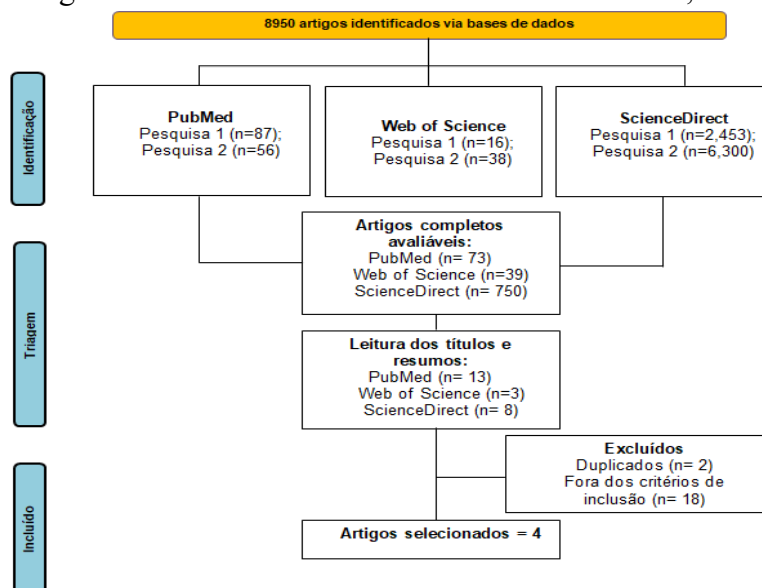 8950 artigos identificados via bases de dados
Identificação
PubMed
Pesquisa 1 (n=87);
Pesquisa 2 (n=56)
Web of Science
Pesquisa 1 (n=16);
Pesquisa 2 (n=38)
ScienceDirect
Pesquisa 1 (n=2,453);
Pesquisa 2 (n=6,300)
Triagem
Artigos completos
avaliáveis:
PubMed (n= 73)
Web of Science (n=39)
ScienceDirect (n= 750)
Leitura dos títulos e
resumos:
PubMed (n= 13)
Web of Science (n=3)
ScienceDirect (n= 8)
Excluídos
Duplicados (n= 2)
Fora dos critérios de
inclusão (n= 18)
Incluído
Artigos selecionados = 4